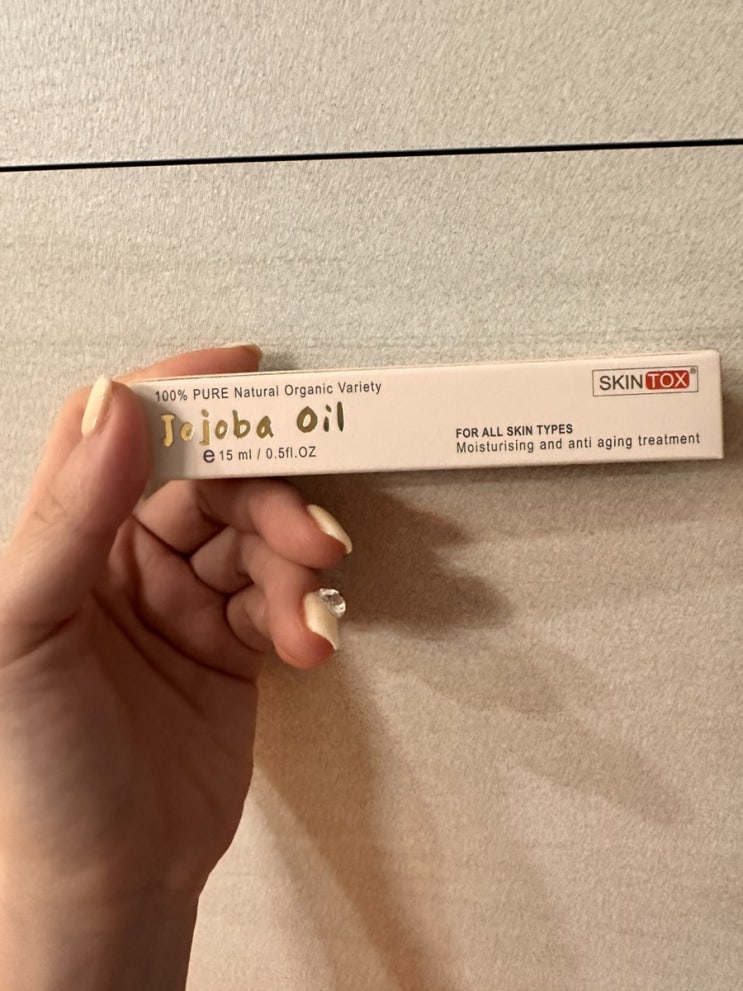 100% PURE Natural Organic Variety
Jojoba Oil
e 15 ml / 0.5fl.OZ
SKINTOX®
FOR ALL SKIN TYPES
Moisturising and anti aging treatment